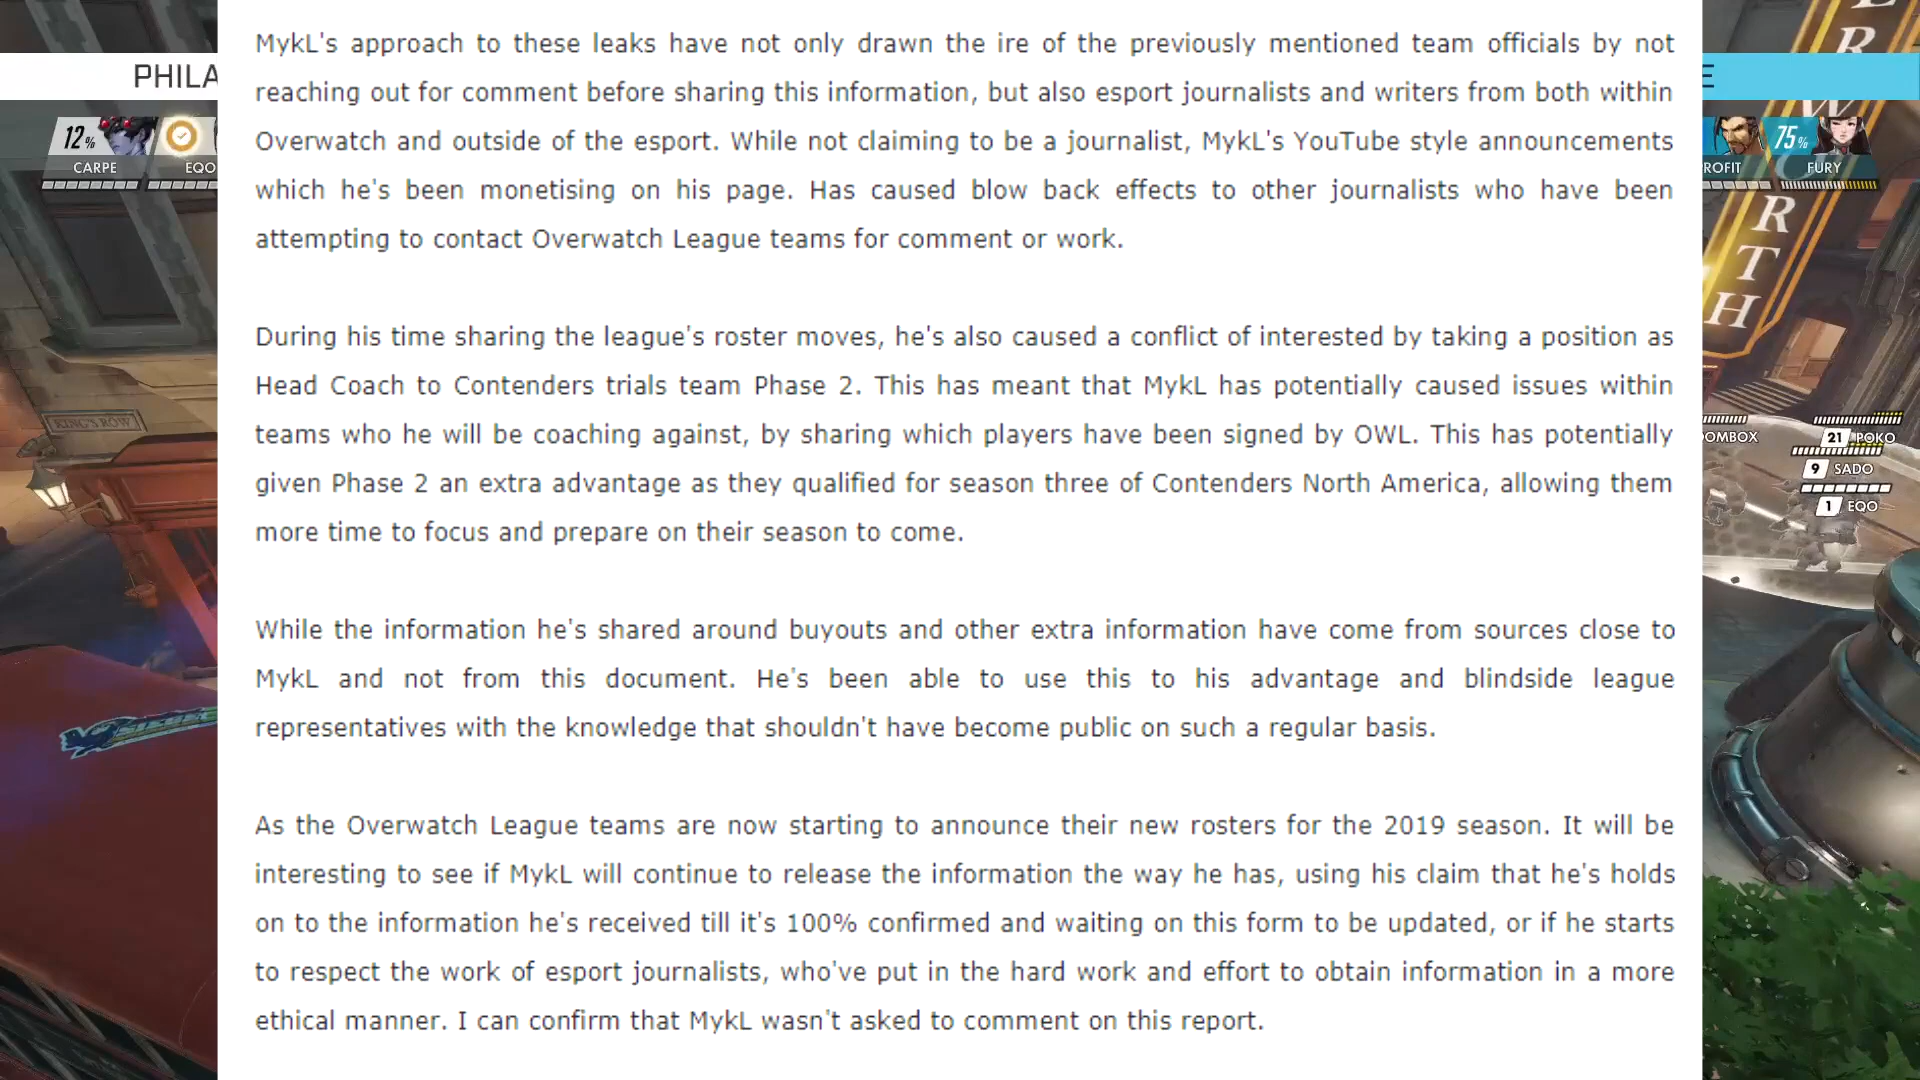 MykL's approach to these leaks have not only drawn the ire of the previously mentioned team officials by not
reaching out for comment before sharing this information, but also esport journalists and writers from both within
Overwatch and outside of the esport. While not claiming to be a journalist, MykL's YouTube style announcements
which he's been monetising on his page. Has caused blow back effects to other journalists who have been
attempting to contact Overwatch League teams for comment or work.
During his time sharing the league's roster moves, he's also caused a conflict of interested by taking a position as
Head Coach to Contenders trials team Phase 2. This has meant that MykL has potentially caused issues within
teams who he will be coaching against, by sharing which players have been signed by OWL. This has potentially
given Phase 2 an extra advantage as they qualified for season three of Contenders North America, allowing them
more time to focus and prepare on their season to come.
While the information he's shared around buyouts and other extra information have come from sources close to
MykL and not from this document. He's been able to use this to his advantage and blindside league
representatives with the knowledge that shouldn't have become public on such a regular basis.
As the Overwatch League teams are now starting to announce their new rosters for the 2019 season. It will be
interesting to see if MykL will continue to release the information the way he has, using his claim that he's holds
on to the information he's received till it's 100% confirmed and waiting on this form to be updated, or if he starts
to respect the work of esport journalists, who've put in the hard work and effort to obtain information in a more
ethical manner. I can confirm that MykL wasn't asked to comment on this report.
PHILA
12%
CARPE
EQO
KING'S ROW
E
75%
ROFIT
FURY
R
W
R
T
H
OMBOX
21 POKO
9 SADO
1 EQO